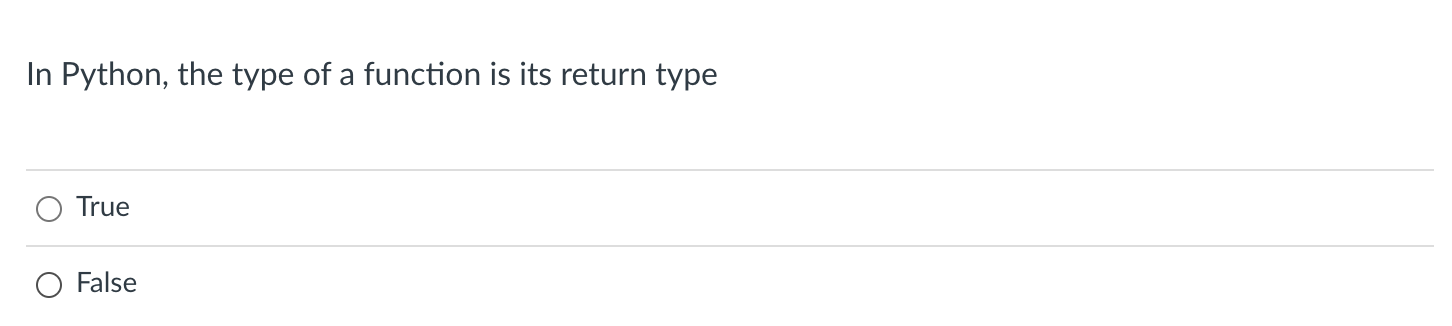 In Python, the type of a function is its return type
True
False